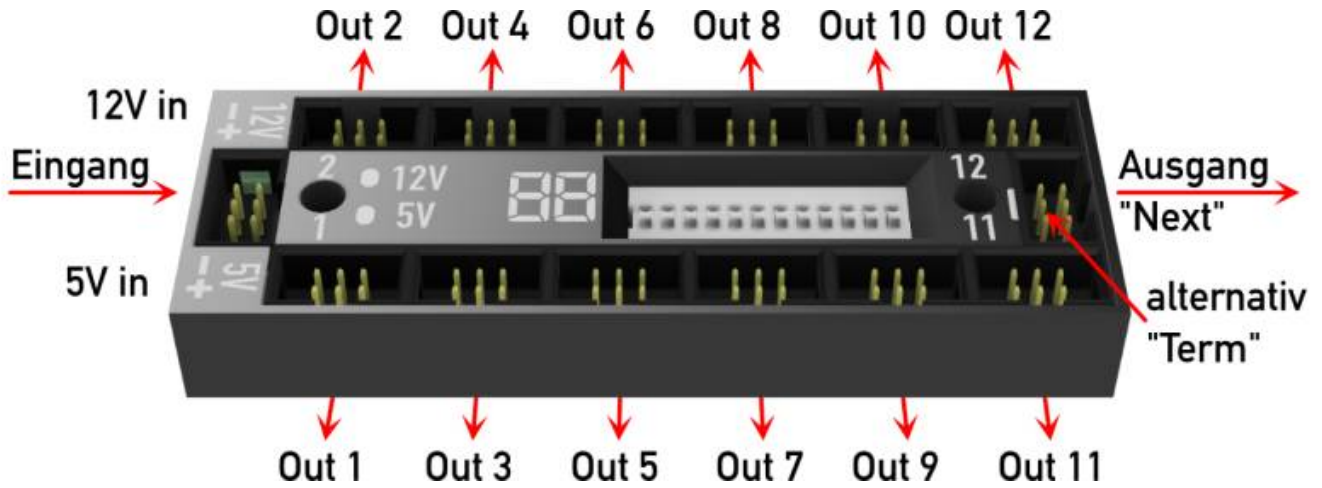 Out 2 Out 4 Out 6 Out 8 Out 10 Out 12
12V in
- + 12V
Eingang
2
12V
1
5V
88
12
11
Ausgang
"Next"
5V in
- + 5V
alternativ
"Term"
Out 1 Out 3 Out 5 Out 7 Out 9 Out 11